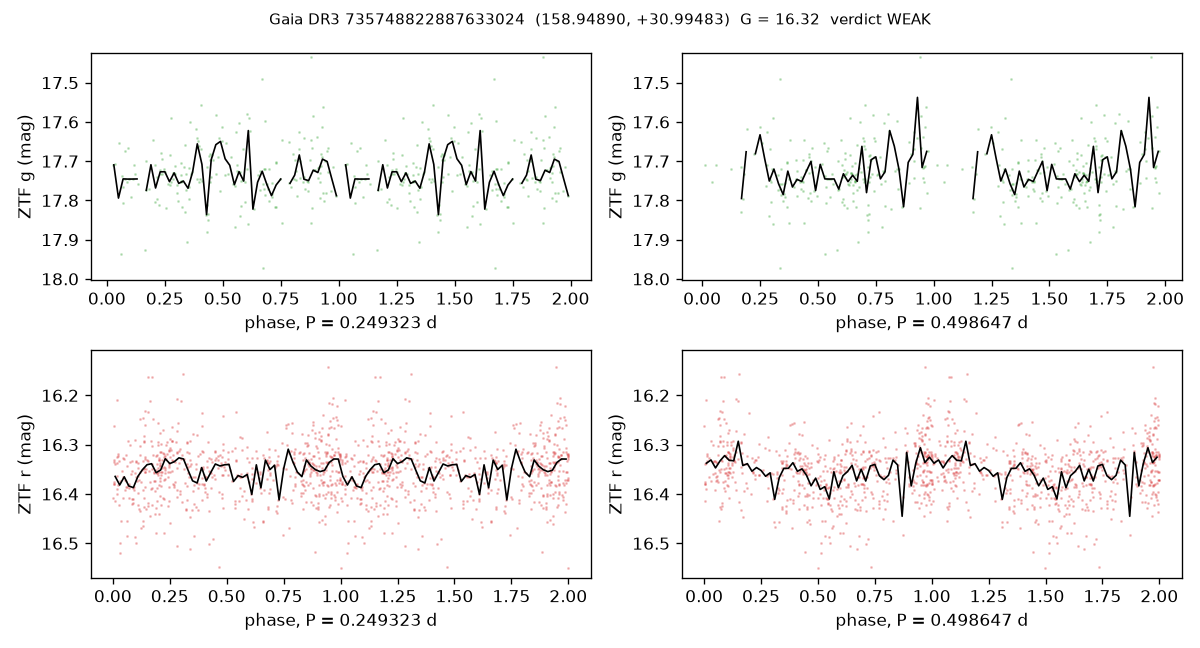 Gaia DR3 735748822887633024 (158.94890, +30.99483) G = 16.32 verdict WEAK
ZTF g (mag)
17.5
17.6
17.7
17.8
17.9
18.0
0.00 0.25 0.50 0.75 1.00 1.25 1.50 1.75 2.00
phase, P = 0.249323 d
ZTF g (mag)
17.5
17.6
17.7
17.8
17.9
18.0
0.00 0.25 0.50 0.75 1.00 1.25 1.50 1.75 2.00
phase, P = 0.498647 d
ZTF r (mag)
16.2
16.3
16.4
16.5
0.00 0.25 0.50 0.75 1.00 1.25 1.50 1.75 2.00
phase, P = 0.249323 d
ZTF r (mag)
16.2
16.3
16.4
16.5
0.00 0.25 0.50 0.75 1.00 1.25 1.50 1.75 2.00
phase, P = 0.498647 d